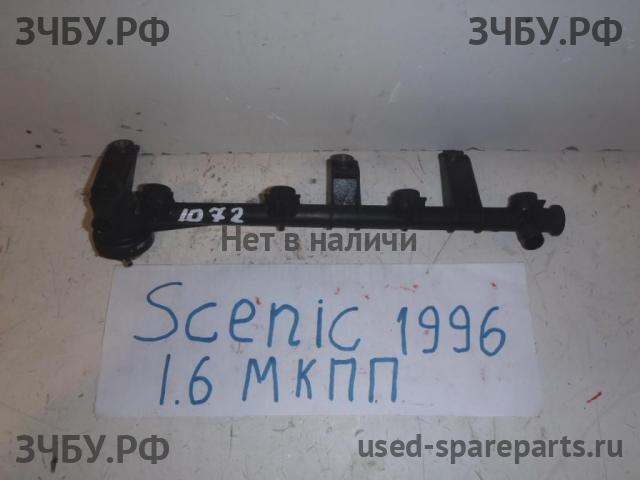 ЗЧБУ.РФ ЗЧБУ.РФ
1072
Нет в наличи
Scenic 1996
1.6 МКПП
ЗЧБУ.РФ used-spareparts.ru